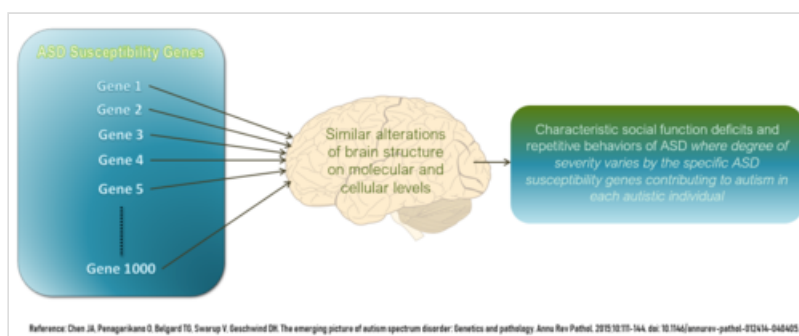 ASD Susceptibility Genes
Gene 1
Gene 2
Gene 3
Gene 4
Gene 5
Gene 1000
Similar alterations
of brain structure
on molecular and
cellular levels
Characteristic social function deficits and
repetitive behaviors of ASD where degree of
severity varies by the specific ASD
susceptibility genes contributing to autism in
each autistic individual
Reference: Chen JA, Penagarikano O, Belgard TG, Swarup V, Geschwind DH. The emerging picture of autism spectrum disorder: Genetics and pathology. Annu Rev Pathol. 2015;10:111-144. doi: 10.1146/annurev-pathol-012414-040405